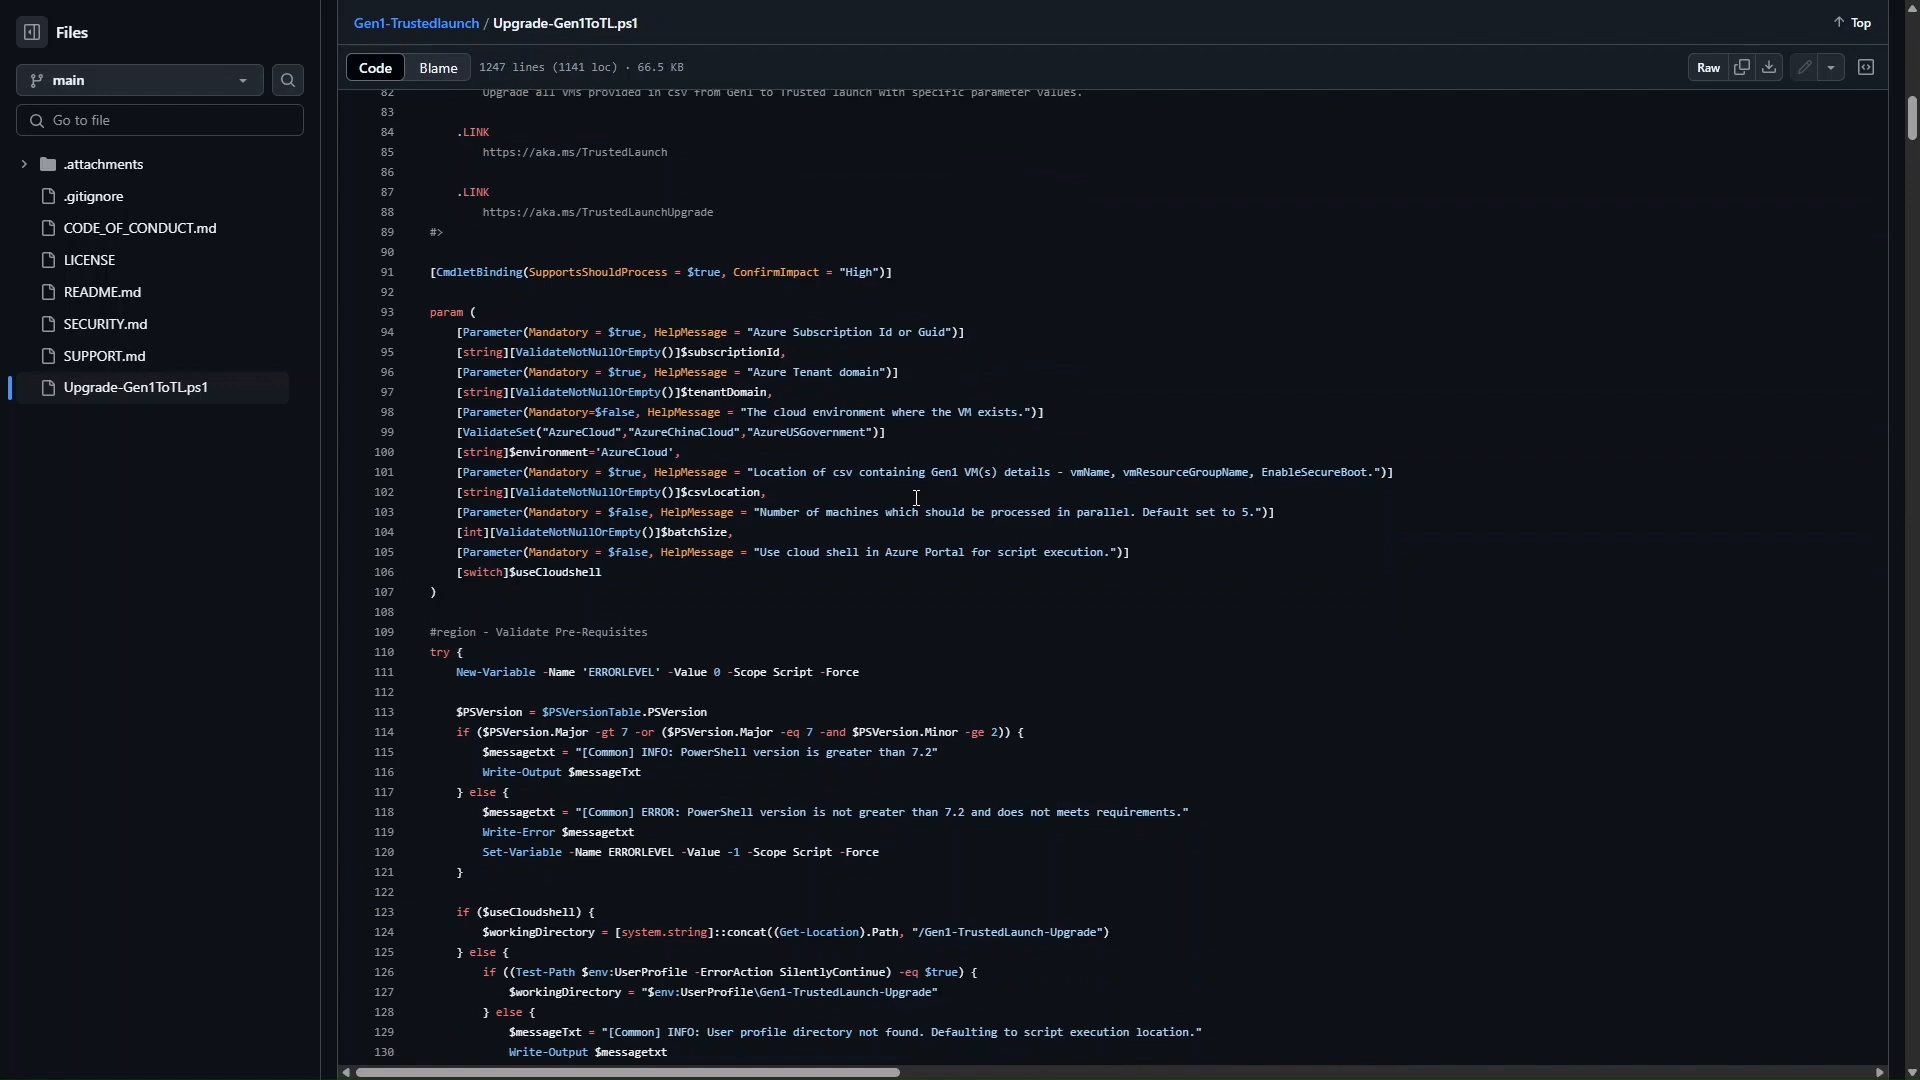 Files
main
Go to file
.attachments
.gitignore
CODE_OF_CONDUCT.md
LICENSE
README.md
SECURITY.md
SUPPORT.md
Upgrade-Gen1ToTL.ps1
Gen1-Trustedlaunch / Upgrade-Gen1ToTL.ps1
Top
Code Blame 1247 lines (1141 loc) · 66.5 KB
Raw
82 Upgrade all VMs provided in csv from Gen1 to Trusted launch with specific parameter values.
83
84 .LINK
85 https://aka.ms/TrustedLaunch
86
87 .LINK
88 https://aka.ms/TrustedLaunchUpgrade
89 #>
90
91 [CmdletBinding(SupportsShouldProcess = $true, ConfirmImpact = "High")]
92
93 param (
94 [Parameter(Mandatory = $true, HelpMessage = "Azure Subscription Id or Guid")]
95 [string][ValidateNotNullOrEmpty()]$subscriptionId,
96 [Parameter(Mandatory = $true, HelpMessage = "Azure Tenant domain")]
97 [string][ValidateNotNullOrEmpty()]$tenantDomain,
98 [Parameter(Mandatory=$false, HelpMessage = "The cloud environment where the VM exists.")]
99 [ValidateSet("AzureCloud","AzureChinaCloud","AzureUSGovernment")]
100 [string]$environment='AzureCloud',
101 [Parameter(Mandatory = $true, HelpMessage = "Location of csv containing Gen1 VM(s) details - vmName, vmResourceGroupName, EnableSecureBoot.")]
102 [string][ValidateNotNullOrEmpty()]$csvLocation,
103 [Parameter(Mandatory = $false, HelpMessage = "Number of machines which should be processed in parallel. Default set to 5.")]
104 [int][ValidateNotNullOrEmpty()]$batchSize,
105 [Parameter(Mandatory = $false, HelpMessage = "Use cloud shell in Azure Portal for script execution.")]
106 [switch]$useCloudshell
107 )
108
109 #region - Validate Pre-Requisites
110 try {
111 New-Variable -Name 'ERRORLEVEL' -Value 0 -Scope Script -Force
112
113 $PSVersion = $PSVersionTable.PSVersion
114 if ($PSVersion.Major -gt 7 -or ($PSVersion.Major -eq 7 -and $PSVersion.Minor -ge 2)) {
115 $messagetxt = "[Common] INFO: PowerShell version is greater than 7.2"
116 Write-Output $messageTxt
117 } else {
118 $messagetxt = "[Common] ERROR: PowerShell version is not greater than 7.2 and does not meets requirements."
119 Write-Error $messagetxt
120 Set-Variable -Name ERRORLEVEL -Value -1 -Scope Script -Force
121 }
122
123 if ($useCloudshell) {
124 $workingDirectory = [system.string]::concat((Get-Location).Path, "/Gen1-TrustedLaunch-Upgrade")
125 } else {
126 if ((Test-Path $env:UserProfile -ErrorAction SilentlyContinue) -eq $true) {
127 $workingDirectory = "$env:UserProfile\Gen1-TrustedLaunch-Upgrade"
128 } else {
129 $messageTxt = "[Common] INFO: User profile directory not found. Defaulting to script execution location."
130 Write-Output $messagetxt